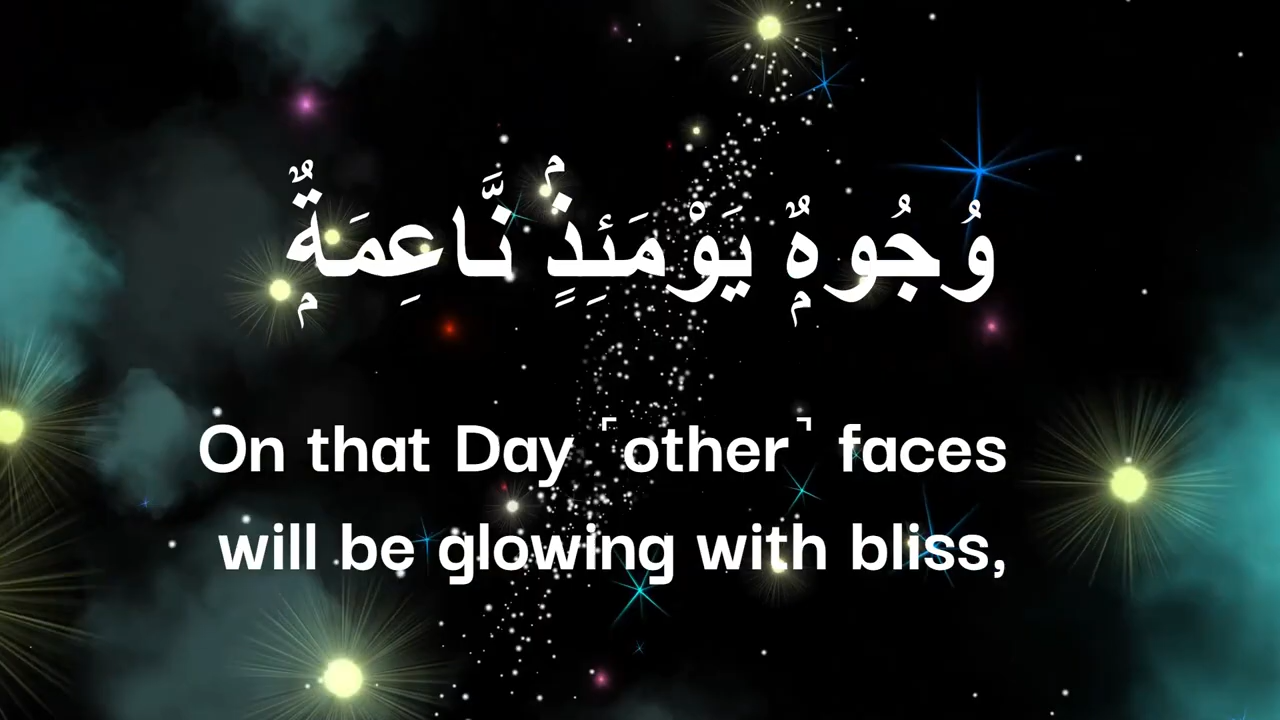 وُجُوهٌۭ يَوْمَئِذٍۢ نَّاعِمَةٌۭ
On that Day ˹other˺ faces
will be glowing with bliss,